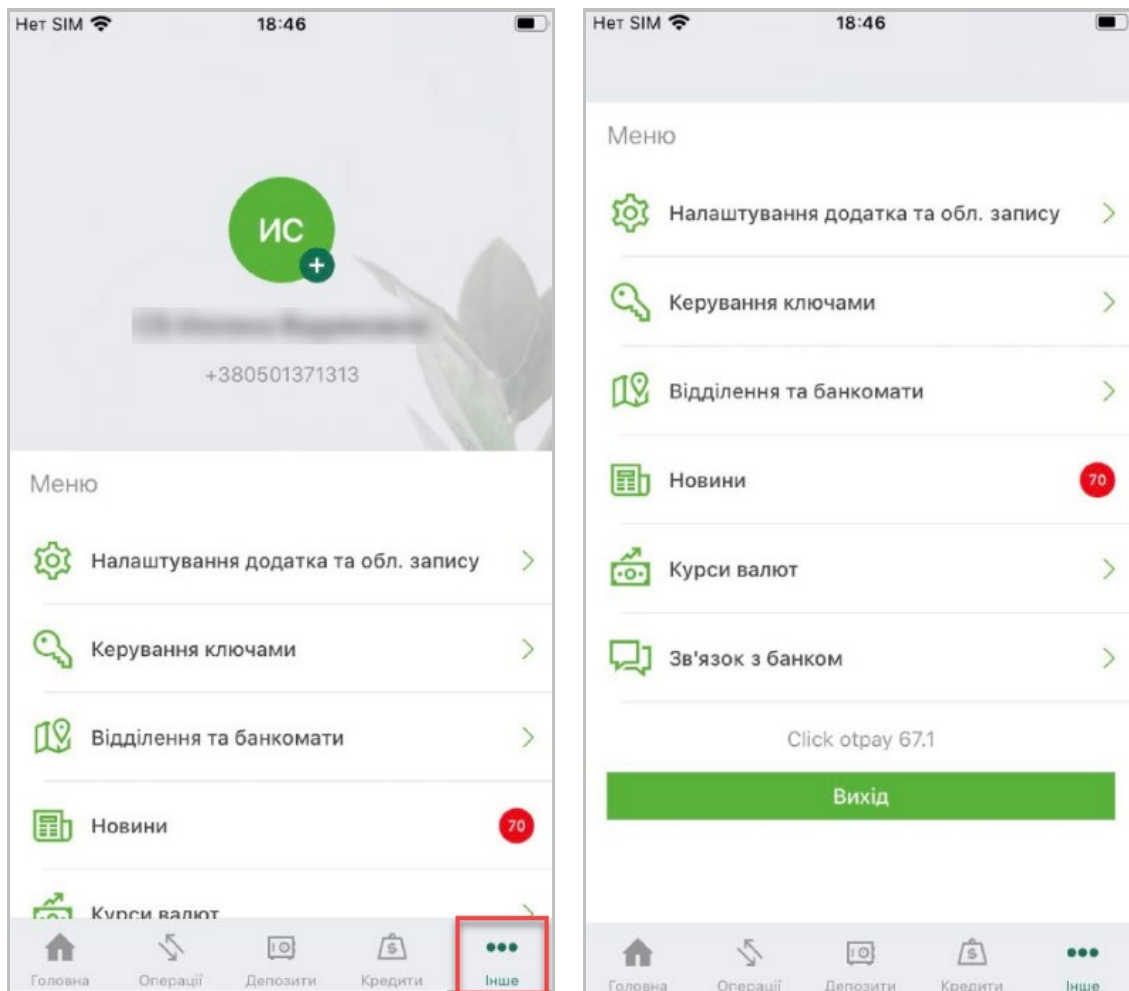 Нет SIM 18:46
ИС
+380501371313
Меню
Налаштування додатка та обл. запису
Керування ключами
Відділення та банкомати
Новини 70
Курси валют
Головна Операції Депозити Кредити Інше
Нет SIM 18:46
Меню
Налаштування додатка та обл. запису
Керування ключами
Відділення та банкомати
Новини 70
Курси валют
Зв'язок з банком
Click otpay 67.1
Вихід
Головна Операції Депозити Кредити Інше